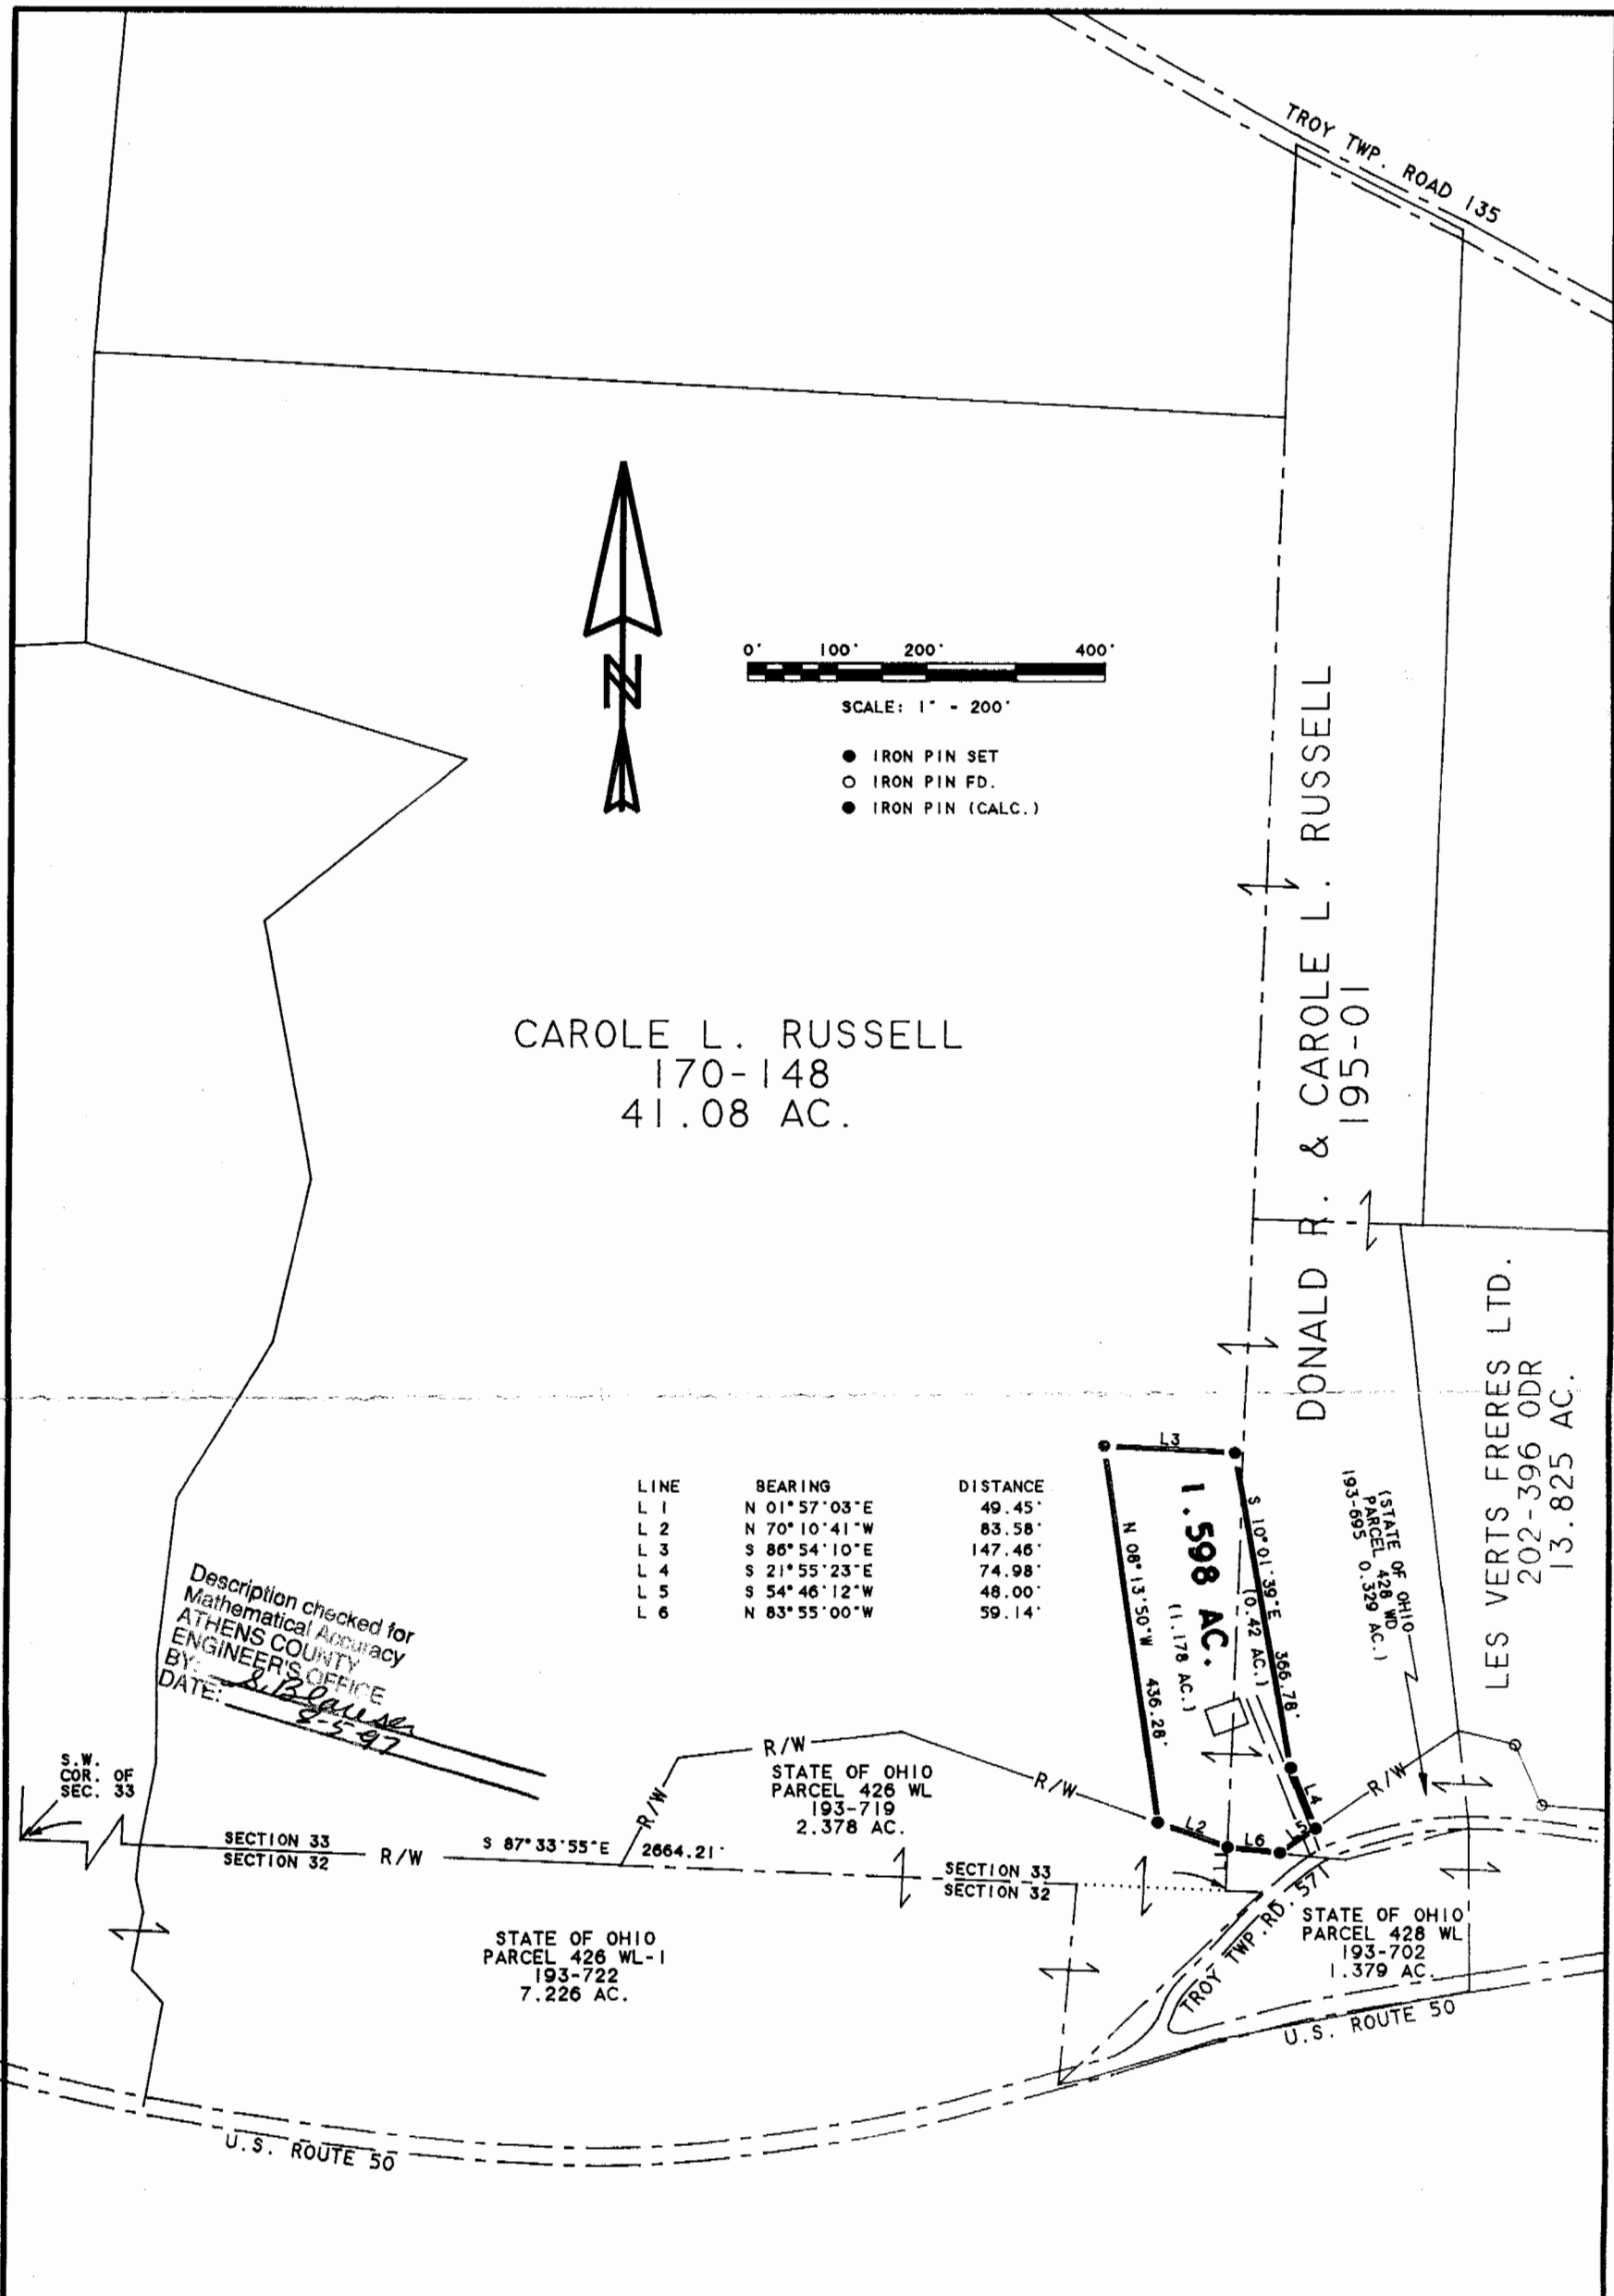 TROY TWP. ROAD 135
0' 100' 200' 400'
SCALE: 1" - 200'
IRON PIN SET
IRON PIN FD.
IRON PIN (CALC.)
N
CAROLE L. RUSSELL
170-148
41.08 AC.
DONALD R. & CAROLE L. RUSSELL
195-01
LES VERTS FRERES LTD.
202-396 ODR
13.825 AC.
LINE BEARING DISTANCE
L 1 N 01°57'03"E 49.45'
L 2 N 70°10'41"W 83.58'
L 3 S 86°54'10"E 147.46'
L 4 S 21°55'23"E 74.98'
L 5 S 54°46'12"W 48.00'
L 6 N 83°55'00"W 59.14'
L3
N 08°13'50"W 436.28'
1.598 AC.
(1.178 AC.)
S 10°01'39"E 366.78'
(0.42 AC.)
(STATE OF OHIO
PARCEL 428 WD
193-695 0.329 AC.)
L4
L5
L6
L2
L1
Description checked for
Mathematical Accuracy
ATHENS COUNTY
ENGINEER'S OFFICE
BY: S. Blauser
DATE: 8-5-97
S.W.
COR. OF
SEC. 33
SECTION 33
SECTION 32
R/W
S 87°33'55"E 2664.21'
R/W
R/W
R/W
R/W
STATE OF OHIO
PARCEL 426 WL
193-719
2.378 AC.
SECTION 33
SECTION 32
STATE OF OHIO
PARCEL 426 WL-1
193-722
7.226 AC.
TROY TWP. RD. 571
STATE OF OHIO
PARCEL 428 WL
193-702
1.379 AC.
U.S. ROUTE 50
U.S. ROUTE 50